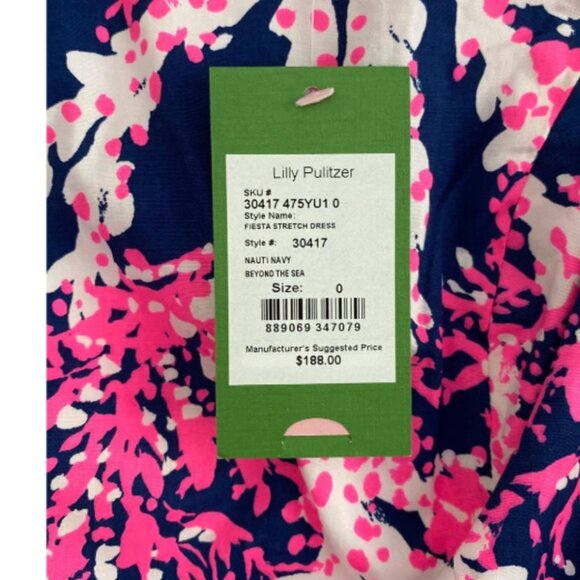 Lilly Pulitzer
SKU #
30417 475YU1 0
Style Name:
FIESTA STRETCH DRESS
Style #: 30417
NAUTI NAVY
BEYOND THE SEA
Size: 0
889069 347079
Manufacturer's Suggested Price
$188.00